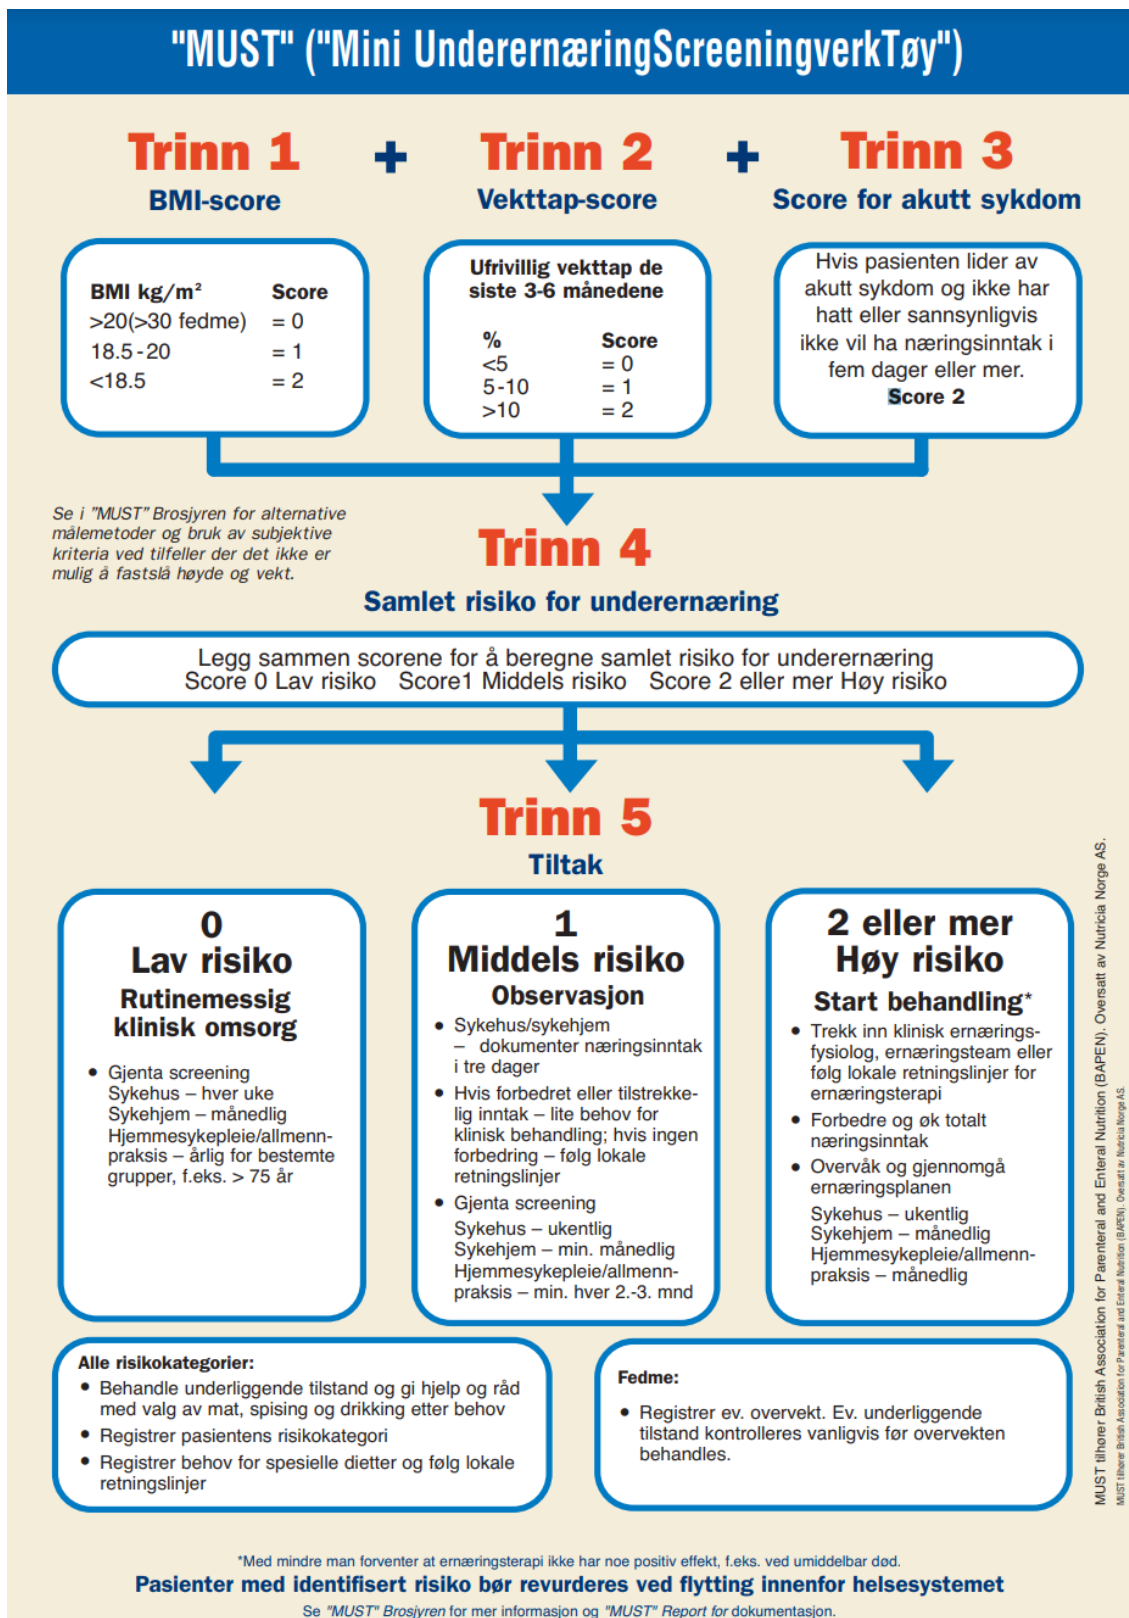 "MUST" ("Mini UnderernæringScreeningverkTøy")
Trinn 1 + Trinn 2 + Trinn 3
BMI-score
Vekttap-score
Score for akutt sykdom
BMI kg/m² Score
>20(>30 fedme) = 0
18.5-20 = 1
<18.5 = 2
Ufrivillig vekttap de
siste 3-6 månedene
% Score
<5 = 0
5-10 = 1
>10 = 2
Hvis pasienten lider av
akutt sykdom og ikke har
hatt eller sannsynligvis
ikke vil ha næringsinntak i
fem dager eller mer.
Score 2
Se i "MUST" Brosjyren for alternative
målemetoder og bruk av subjektive
kriteria ved tilfeller der det ikke er
mulig å fastslå høyde og vekt.
Trinn 4
Samlet risiko for underernæring
Legg sammen scorene for å beregne samlet risiko for underernæring
Score 0 Lav risiko Score1 Middels risiko Score 2 eller mer Høy risiko
Trinn 5
Tiltak
0
Lav risiko
Rutinemessig
klinisk omsorg
• Gjenta screening
Sykehus – hver uke
Sykehjem – månedlig
Hjemmesykepleie/allmenn-
praksis – årlig for bestemte
grupper, f.eks. > 75 år
1
Middels risiko
Observasjon
• Sykehus/sykehjem
– dokumenter næringsinntak
i tre dager
• Hvis forbedret eller tilstrekke-
lig inntak – lite behov for
klinisk behandling; hvis ingen
forbedring – følg lokale
retningslinjer
• Gjenta screening
Sykehus – ukentlig
Sykehjem – min. månedlig
Hjemmesykepleie/allmenn-
praksis – min. hver 2.-3. mnd
2 eller mer
Høy risiko
Start behandling*
• Trekk inn klinisk ernærings-
fysiolog, ernæringsteam eller
følg lokale retningslinjer for
ernæringsterapi
• Forbedre og øk totalt
næringsinntak
• Overvåk og gjennomgå
ernæringsplanen
Sykehus – ukentlig
Sykehjem – månedlig
Hjemmesykepleie/allmenn-
praksis – månedlig
Alle risikokategorier:
• Behandle underliggende tilstand og gi hjelp og råd
med valg av mat, spising og drikking etter behov
• Registrer pasientens risikokategori
• Registrer behov for spesielle dietter og følg lokale
retningslinjer
Fedme:
• Registrer ev. overvekt. Ev. underliggende
tilstand kontrolleres vanligvis før overvekten
behandles.
MUST tilhører British Association for Parenteral and Enteral Nutrition (BAPEN). Oversatt av Nutricia Norge AS.
MUST tilhører British Association for Parenteral and Enteral Nutrition (BAPEN). Oversatt av Nutricia Norge AS.
*Med mindre man forventer at ernæringsterapi ikke har noe positiv effekt, f.eks. ved umiddelbar død.
Pasienter med identifisert risiko bør revurderes ved flytting innenfor helsesystemet
Se "MUST" Brosjyren for mer informasjon og "MUST" Report for dokumentasjon.